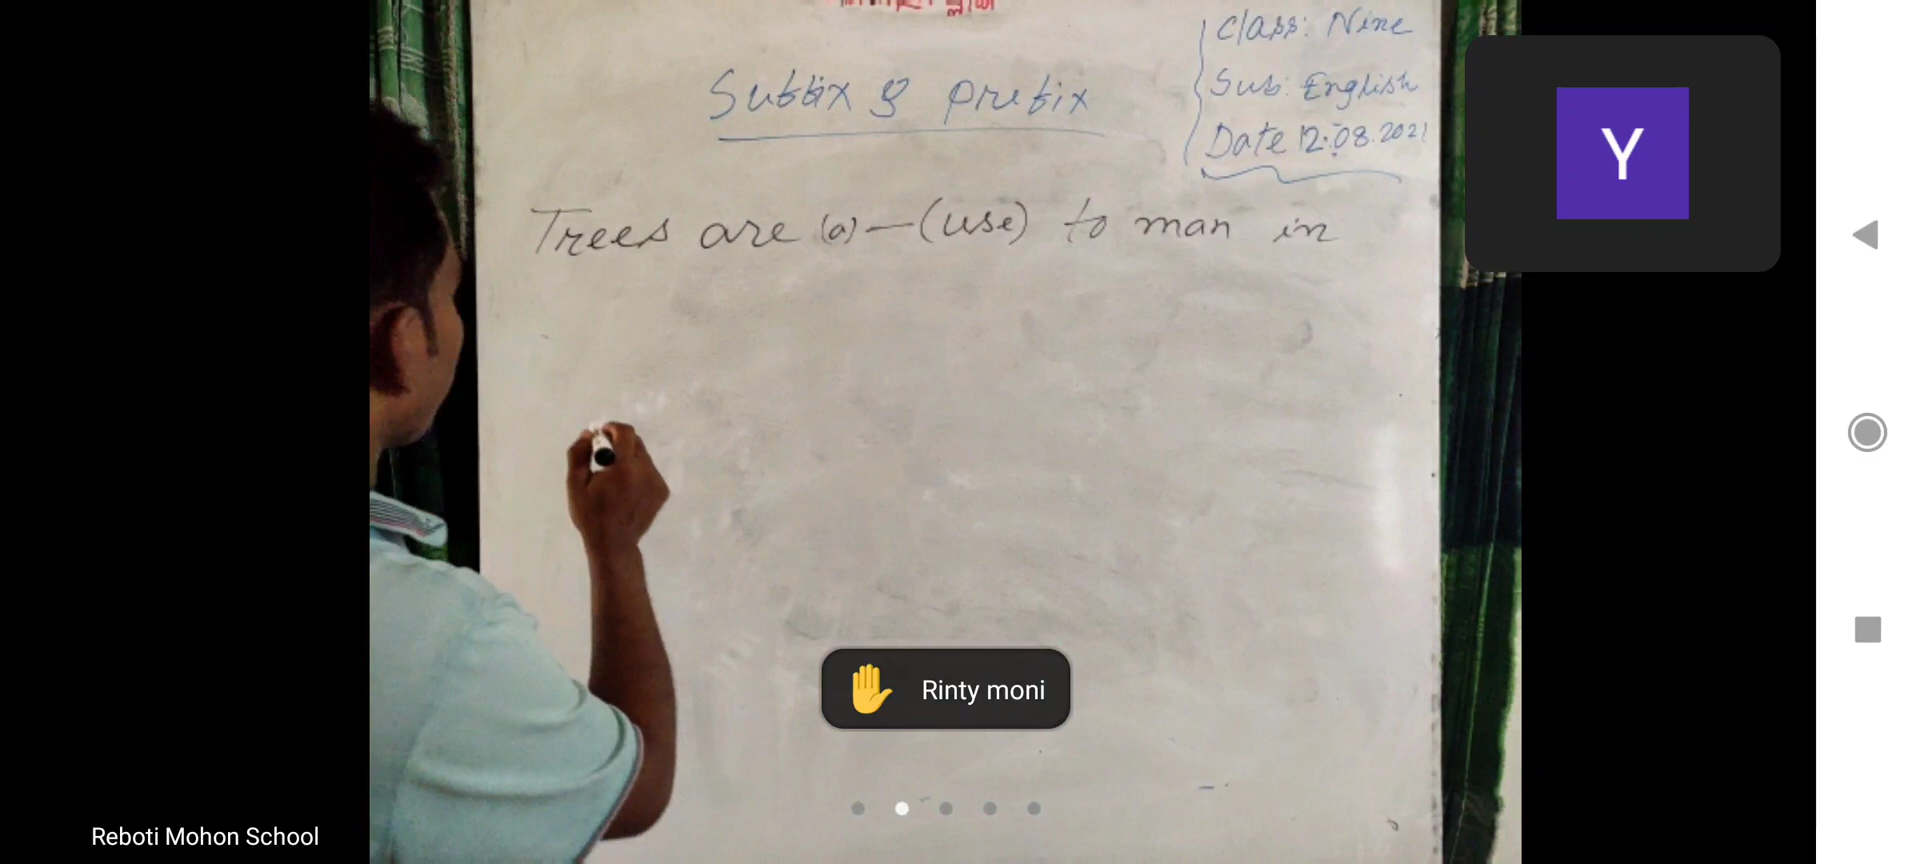 Class: Nine
Sub: English
Date 12.08.2021
Suffix & prefix
Trees are (a) — (use) to man in
Y
Rinty moni
Reboti Mohon School